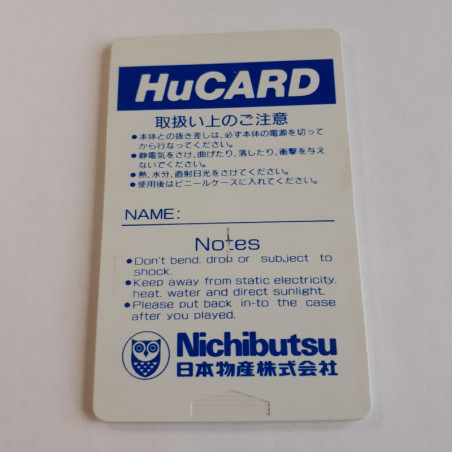 HuCARD
取扱い上のご注意
●本体との抜き差しは、必ず本体の電源を切って
から行なってください。
●静電気をさけ、曲げたり、落したり、衝撃を与え
ないでください。
●熱、水分、直射日光をさけてください。
●使用後はビニールケースに入れてください。
NAME:
Notes
●Don't bend, drop or subject to
shock.
●Keep away from static electricity,
heat, water and direct sunlight.
●Please put back in-to the case
after you played.
Nichibutsu
日本物産株式会社